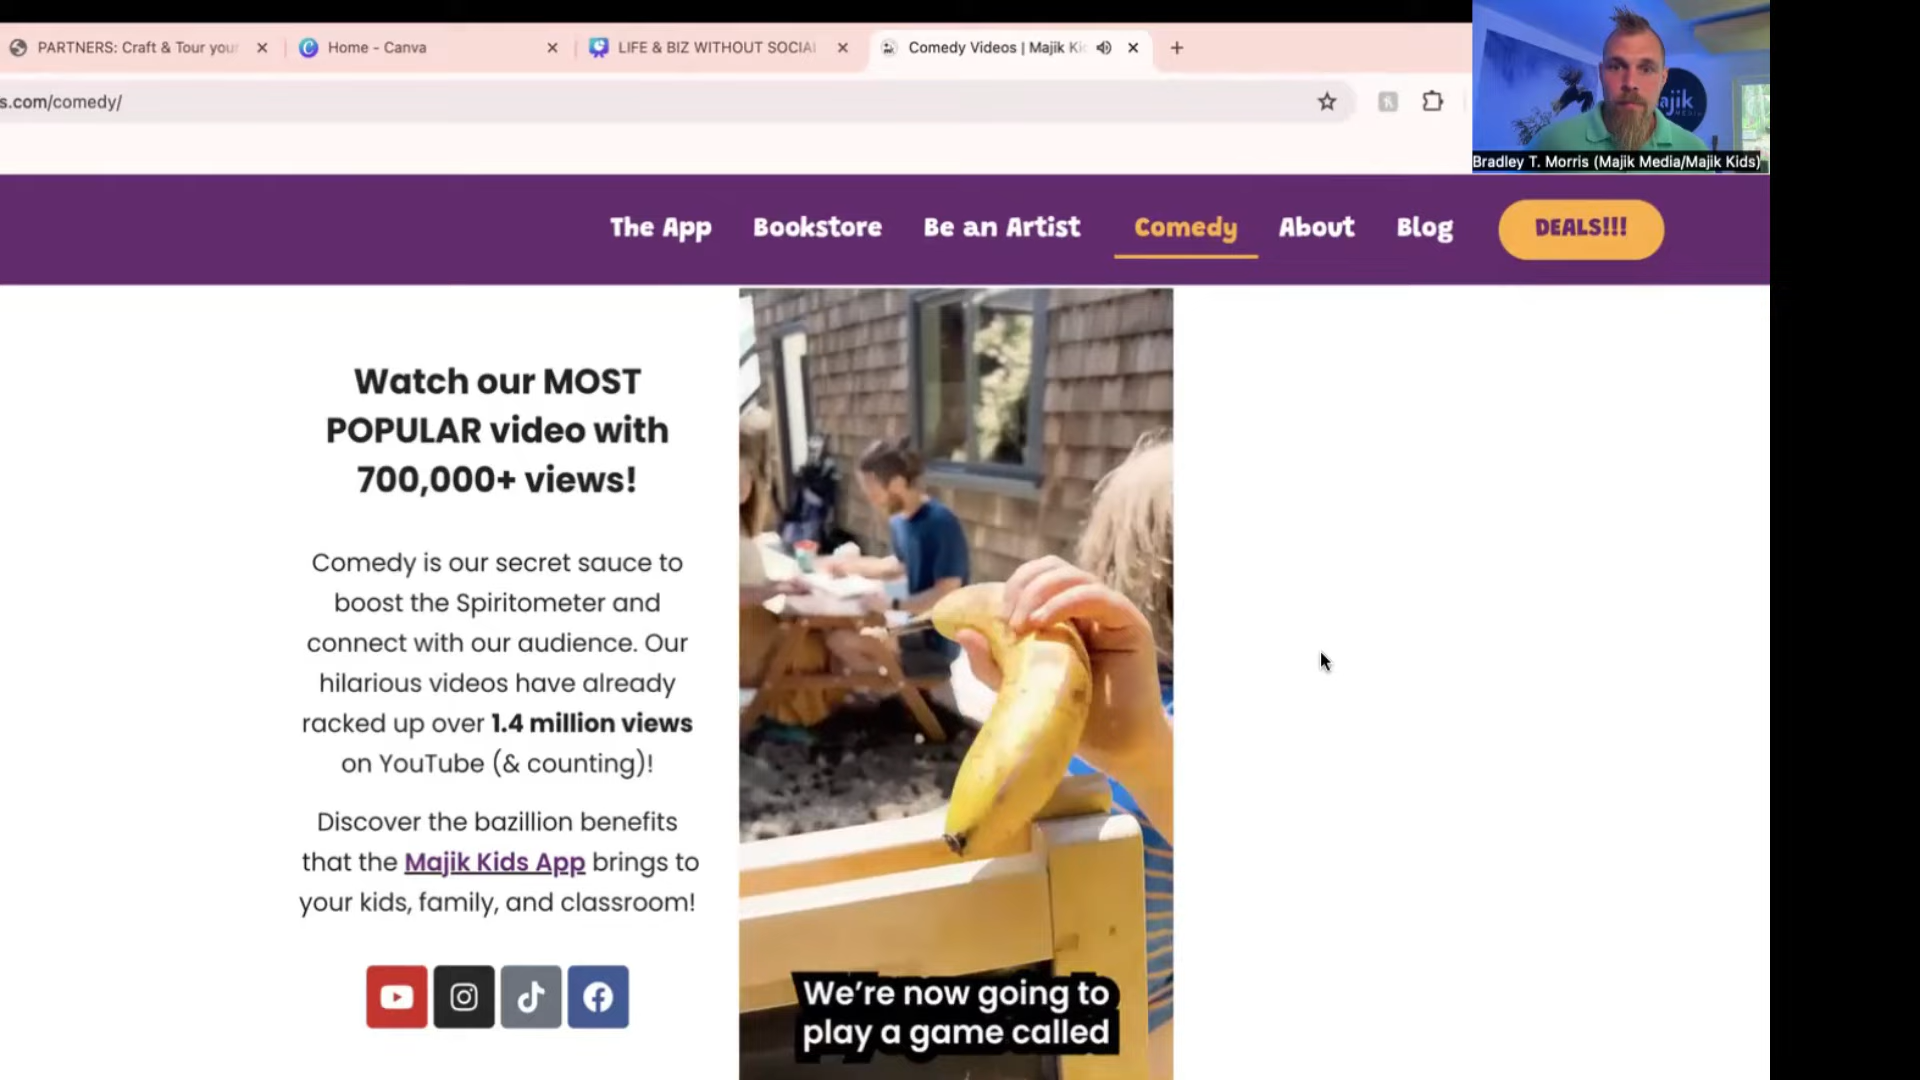 PARTNERS: Craft & Tour your
Home - Canva
LIFE & BIZ WITHOUT SOCIAL
Comedy Videos | Majik Ki
s.com/comedy/
ajik
Bradley T. Morris (Majik Media/Majik Kids)
The App
Bookstore
Be an Artist
Comedy
About
Blog
DEALS!!!
Watch our MOST
POPULAR video with
700,000+ views!
Comedy is our secret sauce to
boost the Spiritometer and
connect with our audience. Our
hilarious videos have already
racked up over 1.4 million views
on YouTube (& counting)!
Discover the bazillion benefits
that the Majik Kids App brings to
your kids, family, and classroom!
We're now going to
play a game called